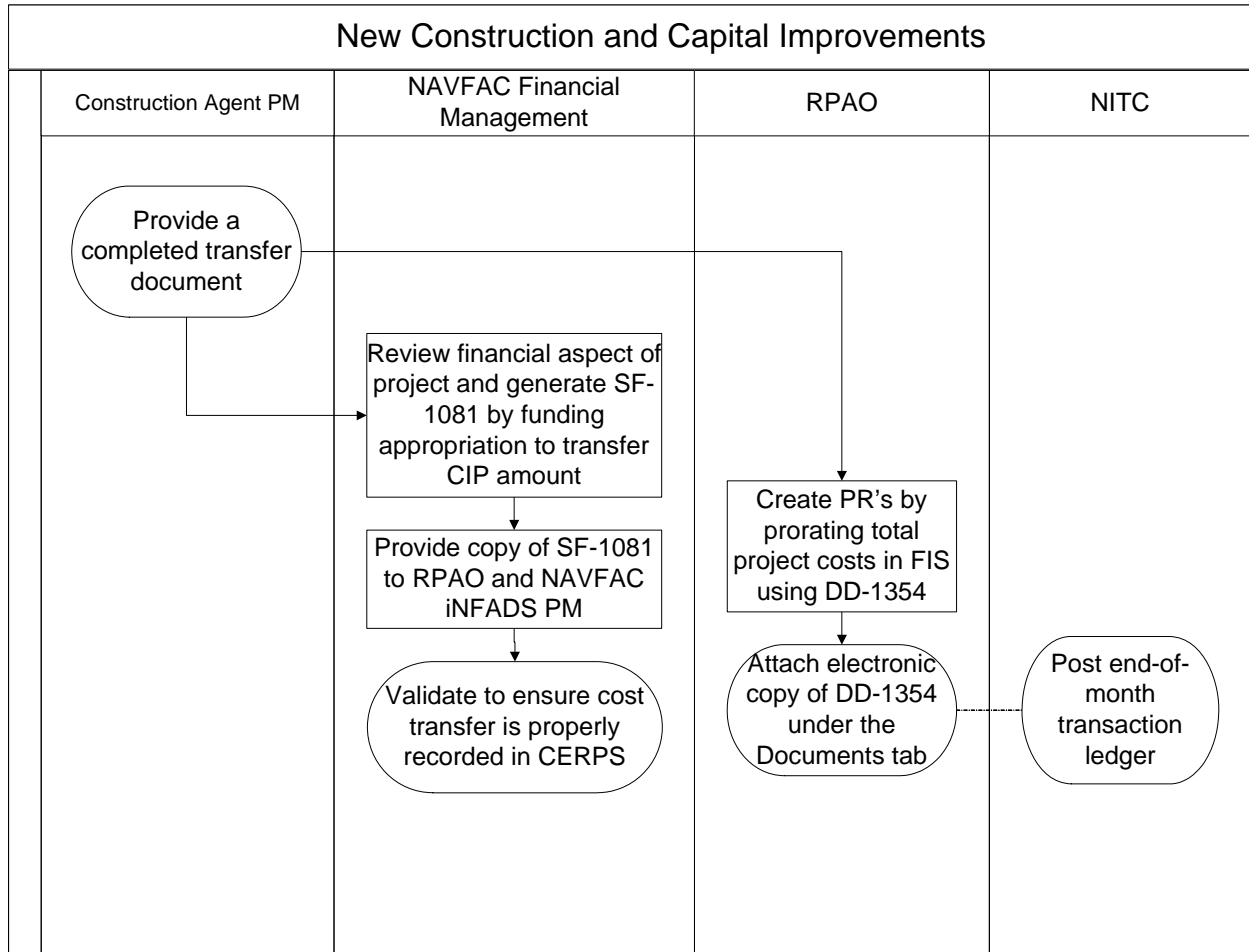 New Construction and Capital Improvements
Construction Agent PM
NAVFAC Financial
Management
RPAO
NITC
Provide a
completed transfer
document
Review financial aspect of
project and generate SF-
1081 by funding
appropriation to transfer
CIP amount
Provide copy of SF-1081
to RPAO and NAVFAC
iNFADS PM
Validate to ensure cost
transfer is properly
recorded in CERPS
Create PR’s by
prorating total
project costs in FIS
using DD-1354
Attach electronic
copy of DD-1354
under the
Documents tab
Post end-of-
month
transaction
ledger